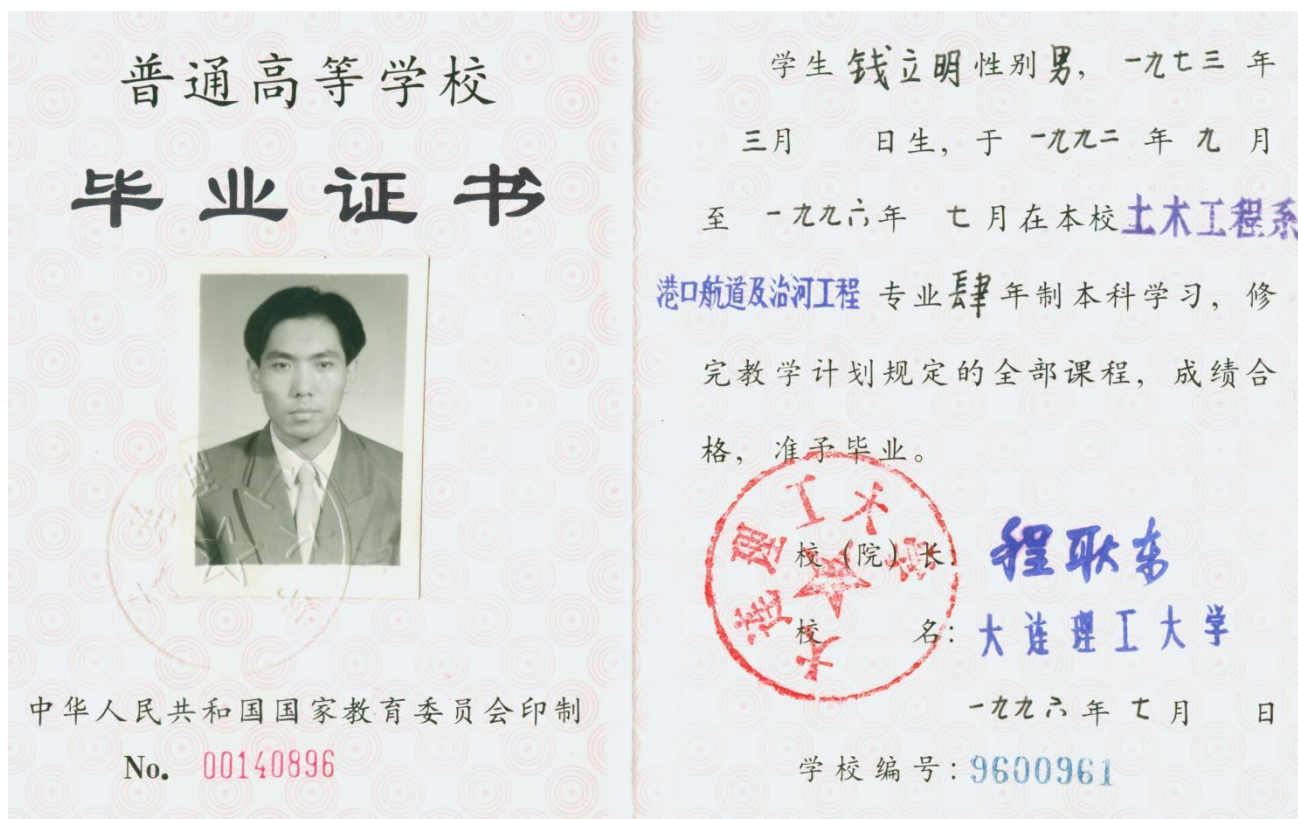 普通高等学校
毕业证书
中华人民共和国国家教育委员会印制
No. 00140896
学生 钱立明 性别 男, 一九七三 年
三月 日生, 于 一九九二 年 九 月
至 一九九六 年 七 月在本校 土木工程系
港口航道及治河工程 专业 肆 年制本科学习, 修
完教学计划规定的全部课程, 成绩合
格, 准予毕业。
大连理工大学
校(院)长: 程耿东
校 名: 大连理工大学
一九九六 年 七 月 日
学校编号: 9600961